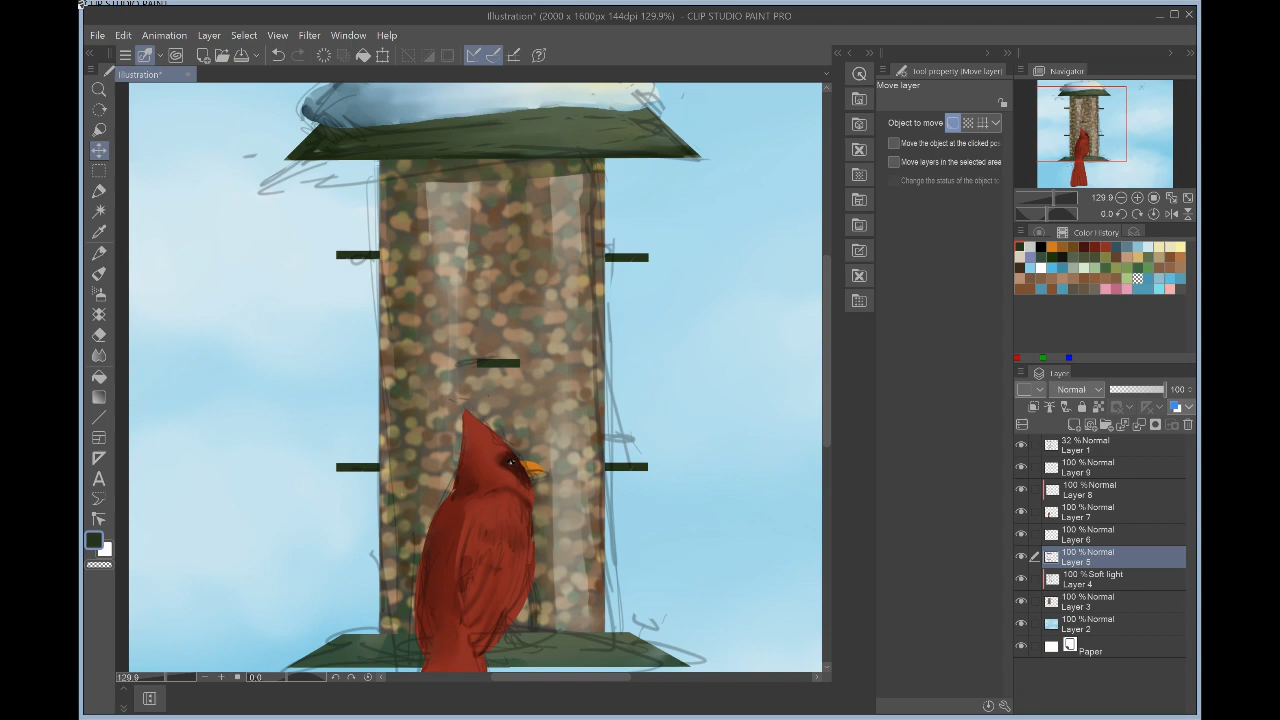 CLIP STUDIO PAINT
Illustration* (2000 x 1600px 144dpi 129.9%) - CLIP STUDIO PAINT PRO
File Edit Animation Layer Select View Filter Window Help
Illustration*
Tool property (Move layer)
Navigator
Move layer
Object to move
Move the object at the clicked pos
Move layers in the selected area
Change the status of the object to
129.9
0.0
Color History
Layer
Normal 100
32 %Normal
Layer 1
100 %Normal
Layer 9
100 %Normal
Layer 8
100 %Normal
Layer 7
100 %Normal
Layer 6
100 %Normal
Layer 5
100 %Soft light
Layer 4
100 %Normal
Layer 3
100 %Normal
Layer 2
Paper
129.9 0.0